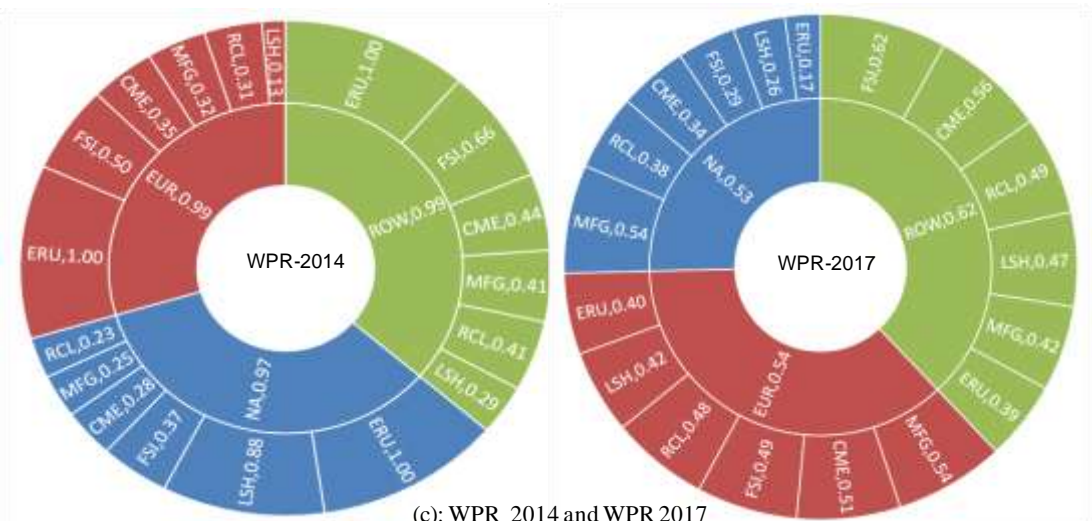 WPR-2014
ROW,0.99
ERU,1.00
FSI,0.66
CME,0.44
MFG,0.41
RCL,0.41
LSH,0.29
NA,0.97
ERU,1.00
LSH,0.88
FSI,0.37
CME,0.28
MFG,0.25
RCL,0.23
EUR,0.99
ERU,1.00
FSI,0.50
CME,0.35
MFG,0.32
RCL,0.31
LSH,0.13
WPR-2017
ROW,0.62
FSI,0.62
CME,0.56
RCL,0.49
LSH,0.47
MFG,0.42
ERU,0.39
EUR,0.54
MFG,0.54
CME,0.51
FSI,0.49
RCL,0.48
LSH,0.42
ERU,0.40
NA,0.53
MFG,0.54
RCL,0.38
CME,0.34
FSI,0.29
LSH,0.26
ERU,0.17
(c): WPR 2014 and WPR 2017